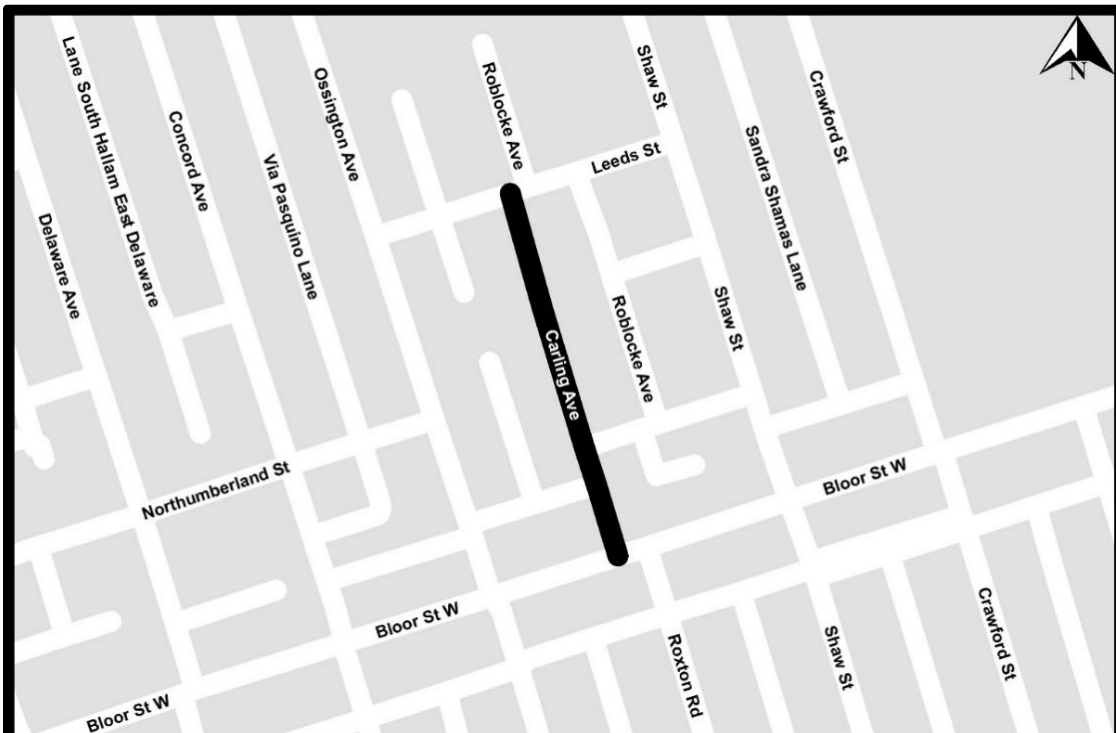 N
Lane South Hallam East Delaware
Concord Ave
Ossington Ave
Roblocke Ave
Shaw St
Crawford St
Leeds St
Sandra Shamas Lane
Via Pasquino Lane
Delaware Ave
Shaw St
Roblocke Ave
Carling Ave
Northumberland St
Bloor St W
Bloor St W
Bloor St W
Roxton Rd
Shaw St
Crawford St